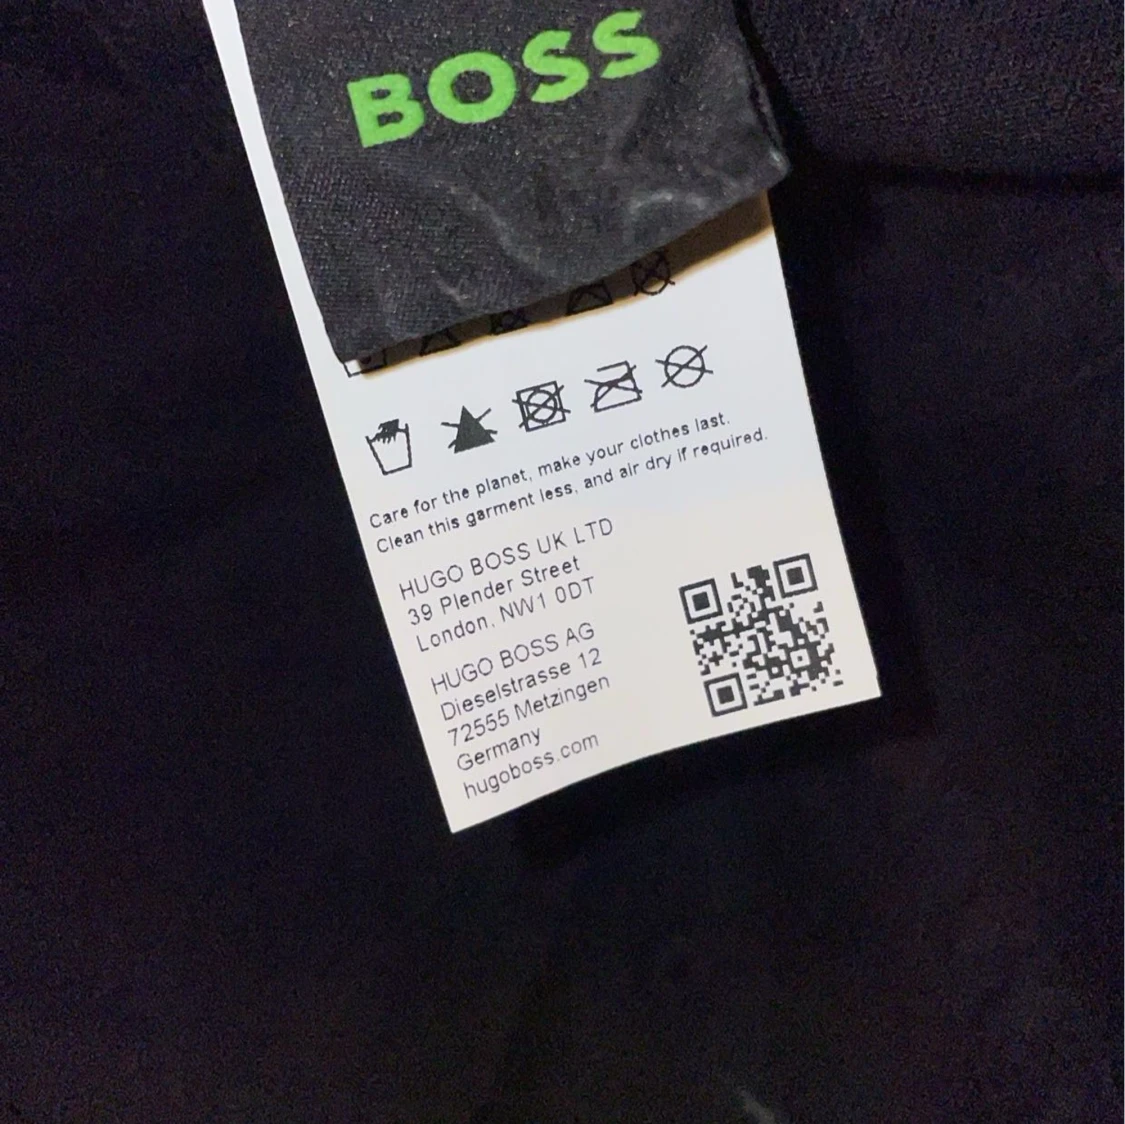 BOSS
Care for the planet, make your clothes last.
Clean this garment less, and air dry if required.
HUGO BOSS UK LTD
39 Plender Street
London. NW1 0DT
HUGO BOSS AG
Dieselstrasse 12
72555 Metzingen
Germany
hugoboss.com